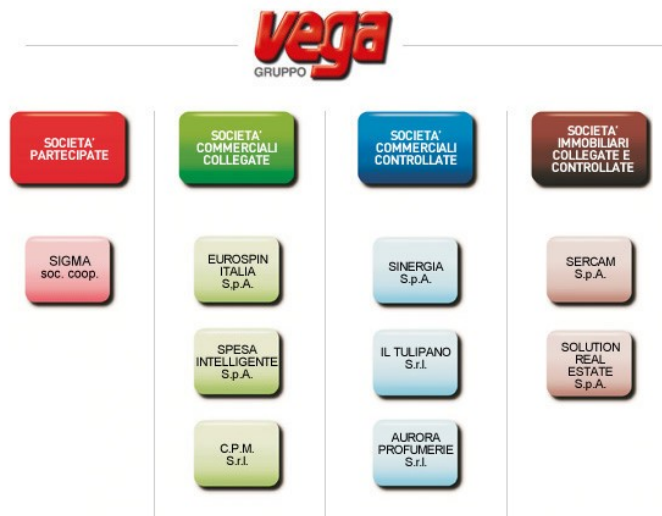 vega
GRUPPO
SOCIETA'
PARTECIPATE
SOCIETA'
COMMERCIALI
COLLEGATE
SOCIETA'
COMMERCIALI
CONTROLLATE
SOCIETA'
IMMOBILIARI
COLLEGATE E
CONTROLLATE
SIGMA
soc. coop.
EUROSPIN
ITALIA
S.p.A.
SINERGIA
S.p.A.
SERCAM
S.p.A.
SPESA
INTELLIGENTE
S.p.A.
IL TULIPANO
S.r.l.
SOLUTION
REAL
ESTATE
S.p.A.
C.P.M.
S.r.l.
AURORA
PROFUMERIE
S.r.l.